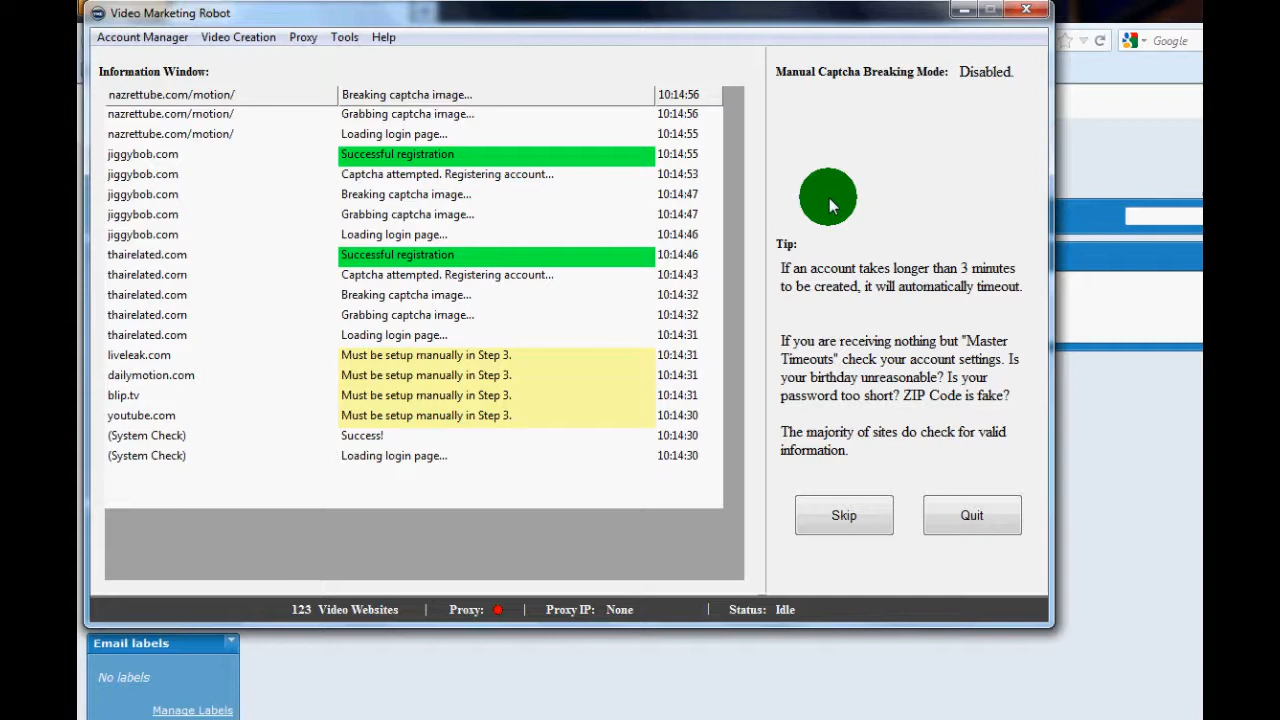 Video Marketing Robot
Account Manager Video Creation Proxy Tools Help
Google
Information Window:
nazrettube.com/motion/ Breaking captcha image... 10:14:56
nazrettube.com/motion/ Grabbing captcha image... 10:14:56
nazrettube.com/motion/ Loading login page... 10:14:55
jiggybob.com Successful registration 10:14:55
jiggybob.com Captcha attempted. Registering account... 10:14:53
jiggybob.com Breaking captcha image... 10:14:47
jiggybob.com Grabbing captcha image... 10:14:47
jiggybob.com Loading login page... 10:14:46
thairelated.com Successful registration 10:14:46
thairelated.com Captcha attempted. Registering account... 10:14:43
thairelated.com Breaking captcha image... 10:14:32
thairelated.com Grabbing captcha image... 10:14:32
thairelated.com Loading login page... 10:14:31
liveleak.com Must be setup manually in Step 3. 10:14:31
dailymotion.com Must be setup manually in Step 3. 10:14:31
blip.tv Must be setup manually in Step 3. 10:14:31
youtube.com Must be setup manually in Step 3. 10:14:30
(System Check) Success! 10:14:30
(System Check) Loading login page... 10:14:30
Manual Captcha Breaking Mode: Disabled.
Tip:
If an account takes longer than 3 minutes
to be created, it will automatically timeout.
If you are receiving nothing but "Master
Timeouts" check your account settings. Is
your birthday unreasonable? Is your
password too short? ZIP Code is fake?
The majority of sites do check for valid
information.
Skip Quit
123 Video Websites | Proxy: | Proxy IP: None | Status: Idle
Email labels
No labels
Manage Labels